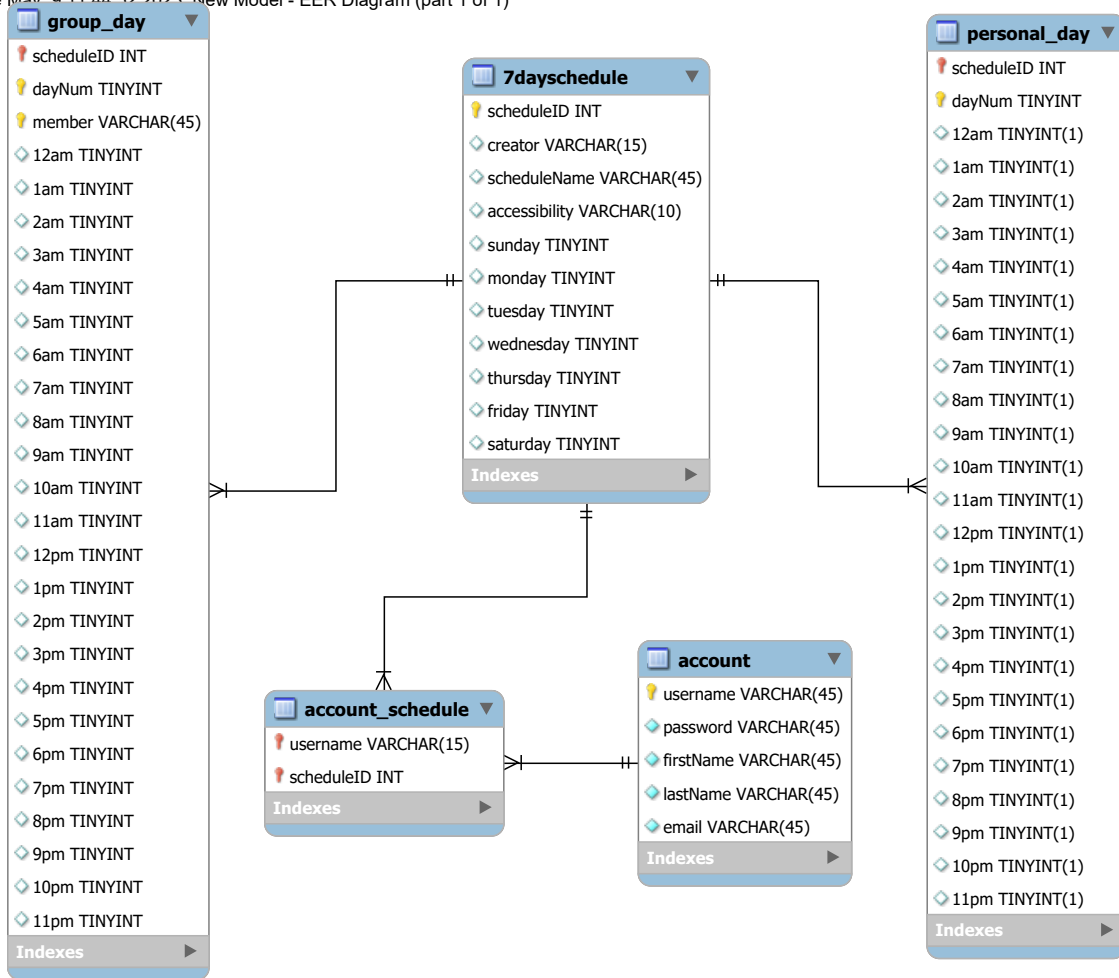 New Model - EER Diagram (part 1 of 1)
group_day
scheduleID INT
dayNum TINYINT
member VARCHAR(45)
12am TINYINT
1am TINYINT
2am TINYINT
3am TINYINT
4am TINYINT
5am TINYINT
6am TINYINT
7am TINYINT
8am TINYINT
9am TINYINT
10am TINYINT
11am TINYINT
12pm TINYINT
1pm TINYINT
2pm TINYINT
3pm TINYINT
4pm TINYINT
5pm TINYINT
6pm TINYINT
7pm TINYINT
8pm TINYINT
9pm TINYINT
10pm TINYINT
11pm TINYINT
Indexes
7dayschedule
scheduleID INT
creator VARCHAR(15)
scheduleName VARCHAR(45)
accessibility VARCHAR(10)
sunday TINYINT
monday TINYINT
tuesday TINYINT
wednesday TINYINT
thursday TINYINT
friday TINYINT
saturday TINYINT
Indexes
account_schedule
username VARCHAR(15)
scheduleID INT
Indexes
account
username VARCHAR(45)
password VARCHAR(45)
firstName VARCHAR(45)
lastName VARCHAR(45)
email VARCHAR(45)
Indexes
personal_day
scheduleID INT
dayNum TINYINT
12am TINYINT(1)
1am TINYINT(1)
2am TINYINT(1)
3am TINYINT(1)
4am TINYINT(1)
5am TINYINT(1)
6am TINYINT(1)
7am TINYINT(1)
8am TINYINT(1)
9am TINYINT(1)
10am TINYINT(1)
11am TINYINT(1)
12pm TINYINT(1)
1pm TINYINT(1)
2pm TINYINT(1)
3pm TINYINT(1)
4pm TINYINT(1)
5pm TINYINT(1)
6pm TINYINT(1)
7pm TINYINT(1)
8pm TINYINT(1)
9pm TINYINT(1)
10pm TINYINT(1)
11pm TINYINT(1)
Indexes